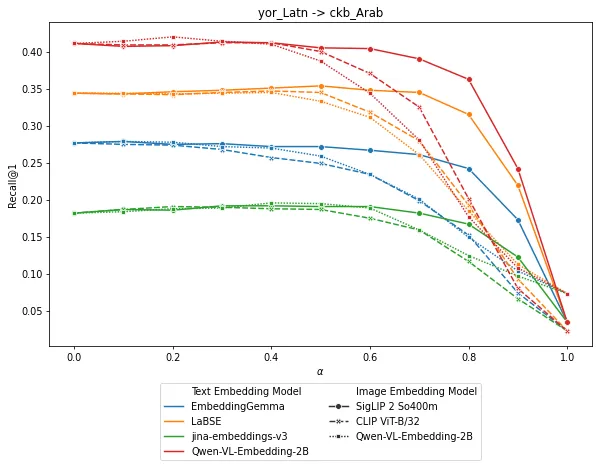 yor_Latn -> ckb_Arab
Recall@1
0.40
0.35
0.30
0.25
0.20
0.15
0.10
0.05
0.0 0.2 0.4 0.6 0.8 1.0
α
Text Embedding Model
EmbeddingGemma
LaBSE
jina-embeddings-v3
Qwen-VL-Embedding-2B
Image Embedding Model
SigLIP 2 So400m
CLIP ViT-B/32
Qwen-VL-Embedding-2B